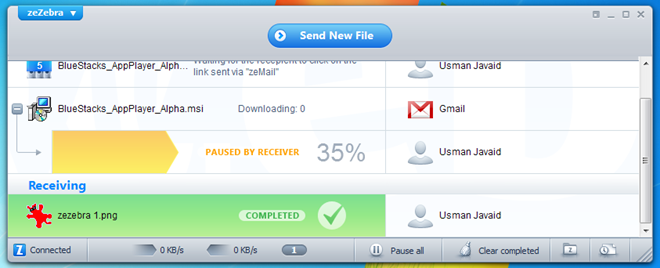 zeZebra
Send New File
5
BlueStacks_AppPlayer_Alph...
Waiting for the recepient to click on the
link sent via "zeMail"
Usman Javaid
BlueStacks_AppPlayer_Alpha.msi
Downloading: 0
Gmail
PAUSED BY RECEIVER
35%
Usman Javaid
Receiving
zezebra 1.png
COMPLETED
Usman Javaid
Z Connected
0 KB/s
0 KB/s
1
Pause all
Clear completed
z